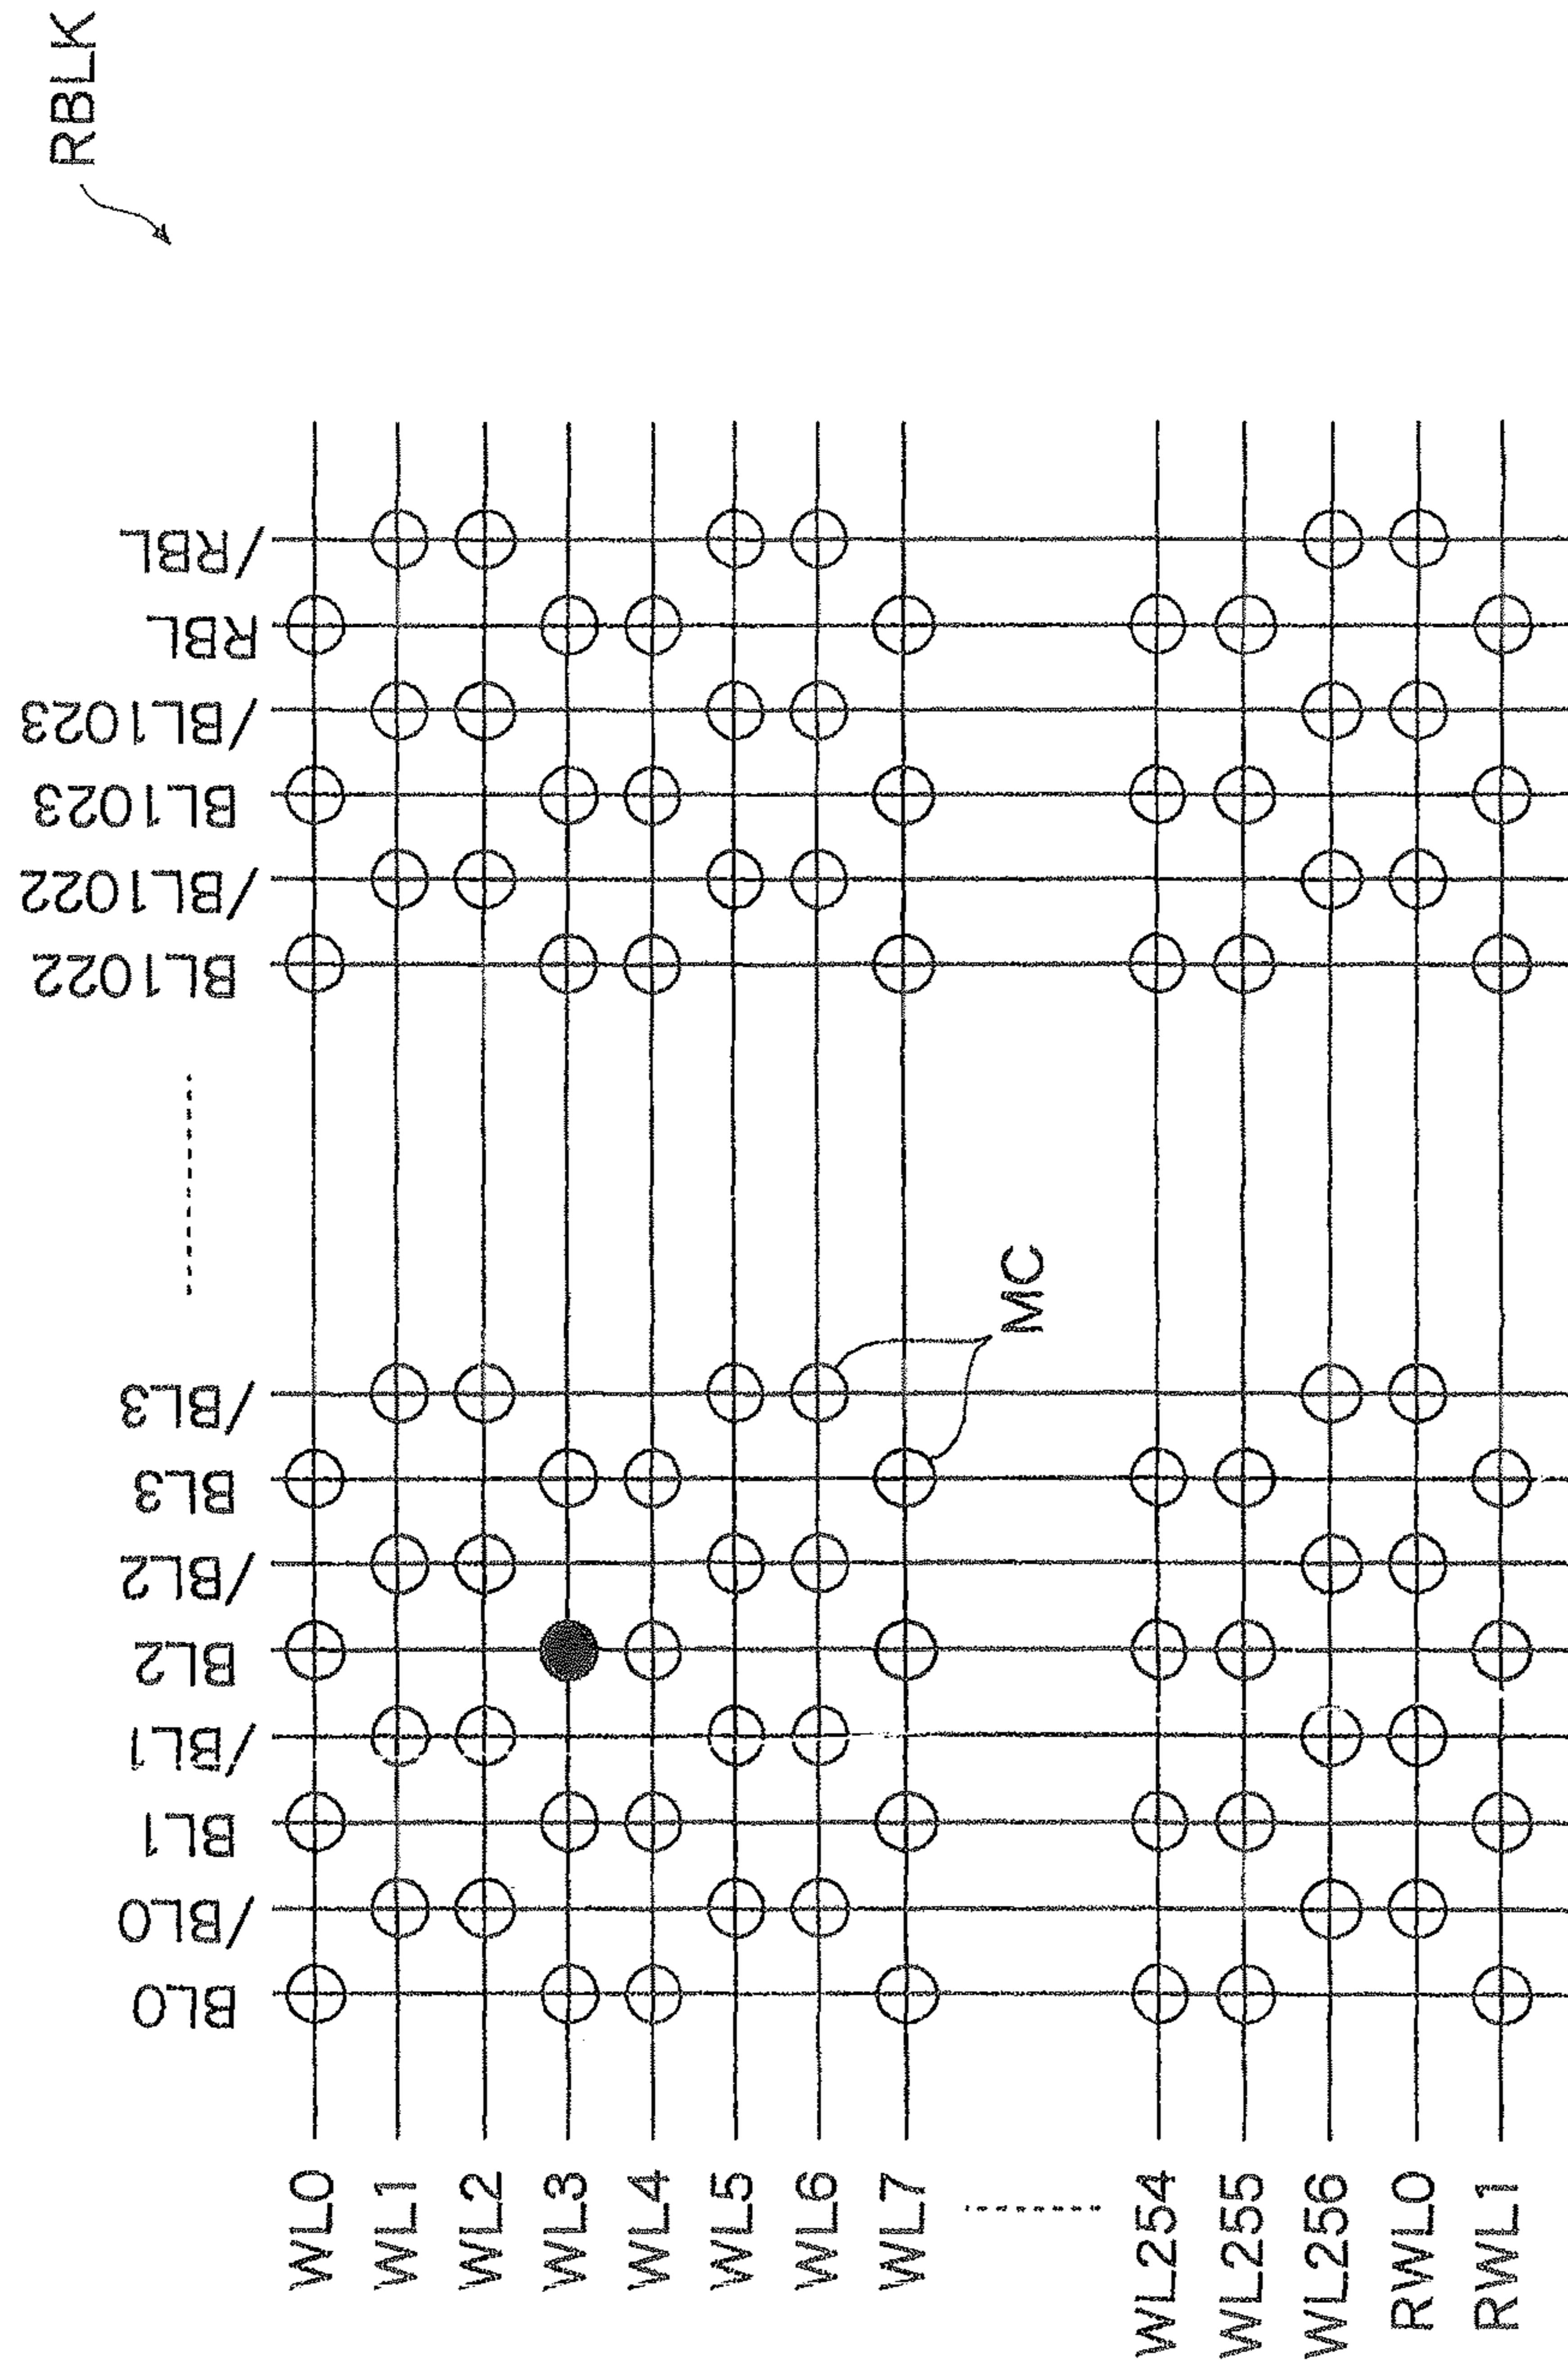 RBLK
/RBL
RBL
/BL1023
BL1023
/BL1022
BL1022
/BL3
BL3
/BL2
BL2
/BL1
BL1
/BL0
BL0
MC
WL0
WL1
WL2
WL3
WL4
WL5
WL6
WL7
WL254
WL255
WL256
RWL0
RWL1